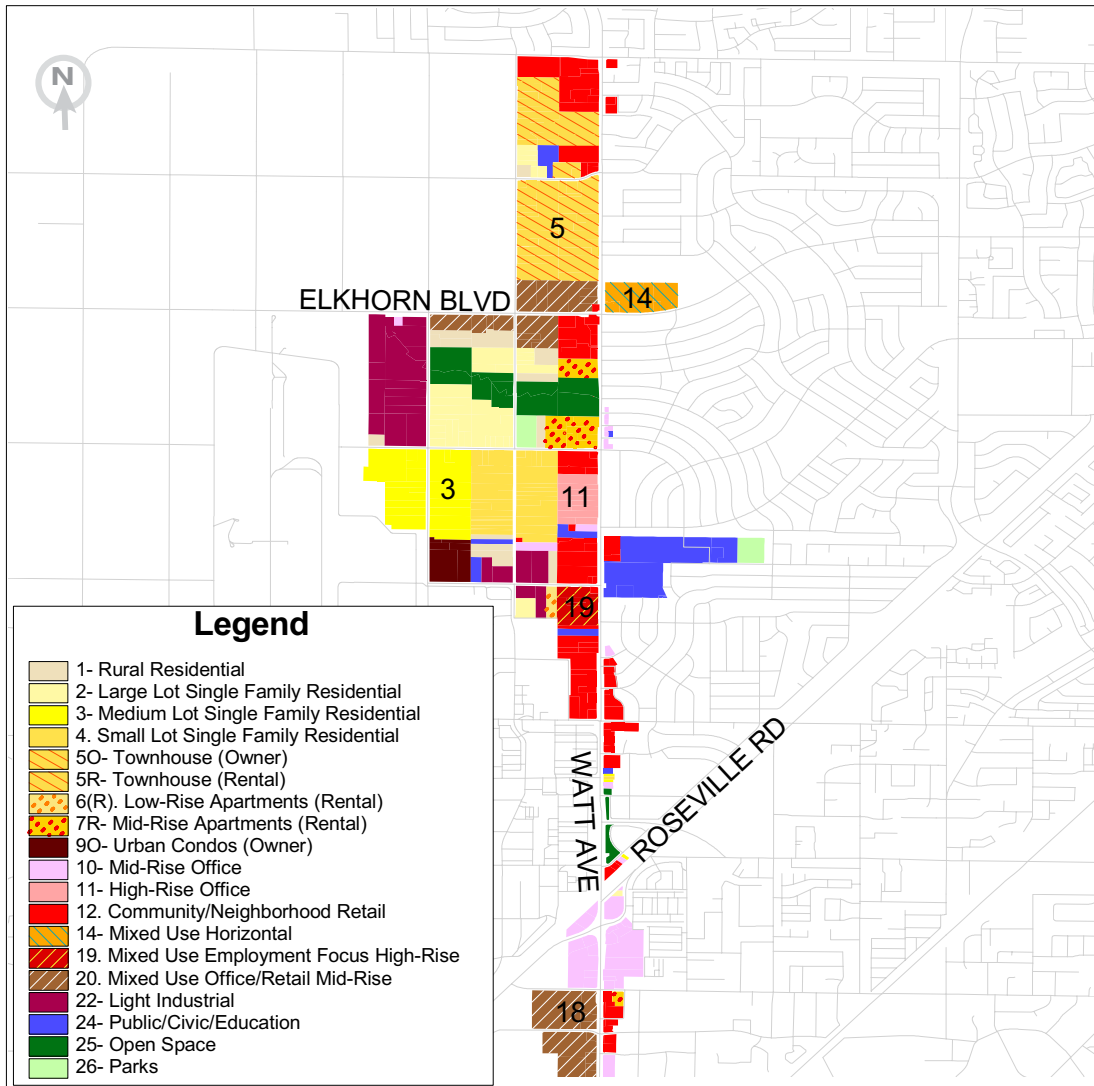 N
5
ELKHORN BLVD
14
3
11
19
WATT AVE
ROSEVILLE RD
18
Legend
1- Rural Residential
2- Large Lot Single Family Residential
3- Medium Lot Single Family Residential
4. Small Lot Single Family Residential
5O- Townhouse (Owner)
5R- Townhouse (Rental)
6(R). Low-Rise Apartments (Rental)
7R- Mid-Rise Apartments (Rental)
9O- Urban Condos (Owner)
10- Mid-Rise Office
11- High-Rise Office
12. Community/Neighborhood Retail
14- Mixed Use Horizontal
19. Mixed Use Employment Focus High-Rise
20. Mixed Use Office/Retail Mid-Rise
22- Light Industrial
24- Public/Civic/Education
25- Open Space
26- Parks